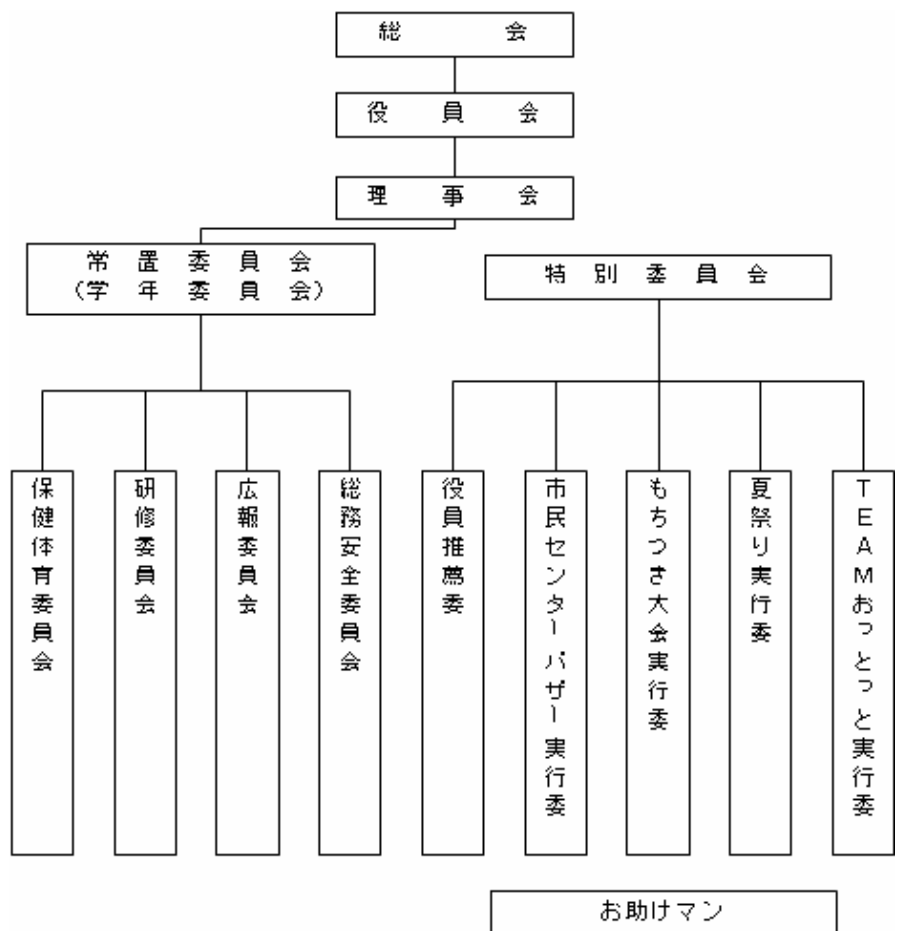 総会
役員会
理事会
常置委員会
(学年委員会)
特別委員会
保健体育委員会
研修委員会
広報委員会
総務安全委員会
役員推薦委
市民センターバザー実行委
もちつき大会実行委
夏祭り実行委
TEAMおっとっと実行委
お助けマン